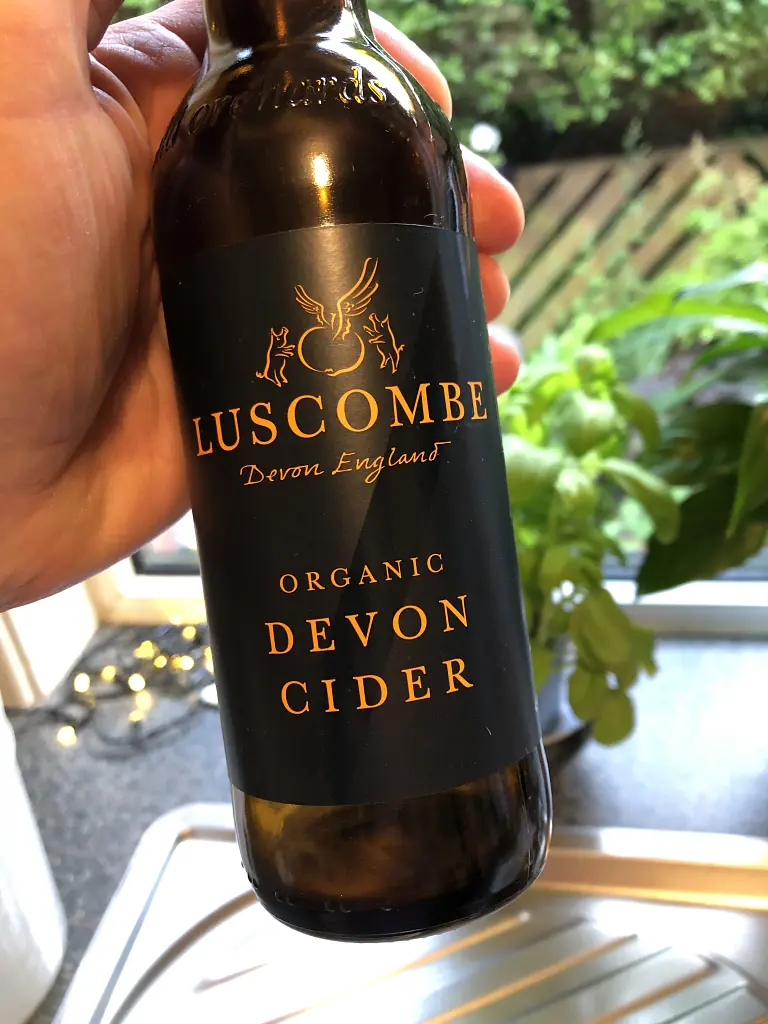 orchards
LUSCOMBE
Devon England
ORGANIC
DEVON
CIDER